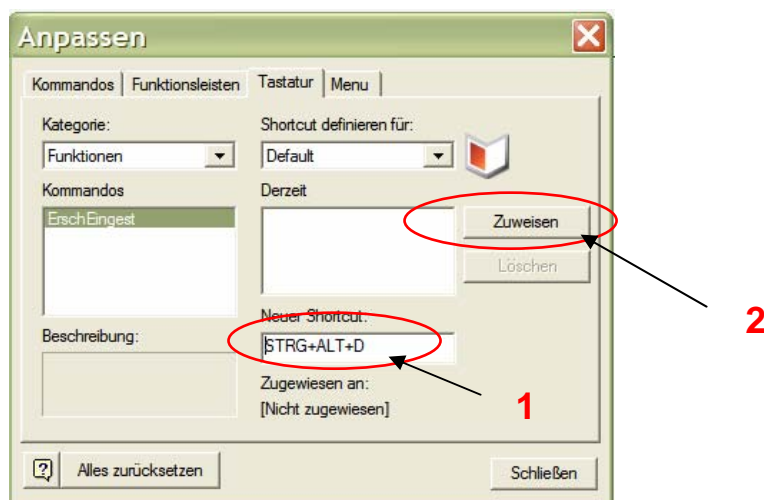 Anpassen
Kommandos Funktionsleisten Tastatur Menu
Kategorie: Shortcut definieren für:
Funktionen Default
Kommandos Derzeit
ErschEingest Zuweisen
Löschen
2
Neuer Shortcut:
Beschreibung: STRG+ALT+D
Zugewiesen an:
1
[Nicht zugewiesen]
? Alles zurücksetzen Schließen